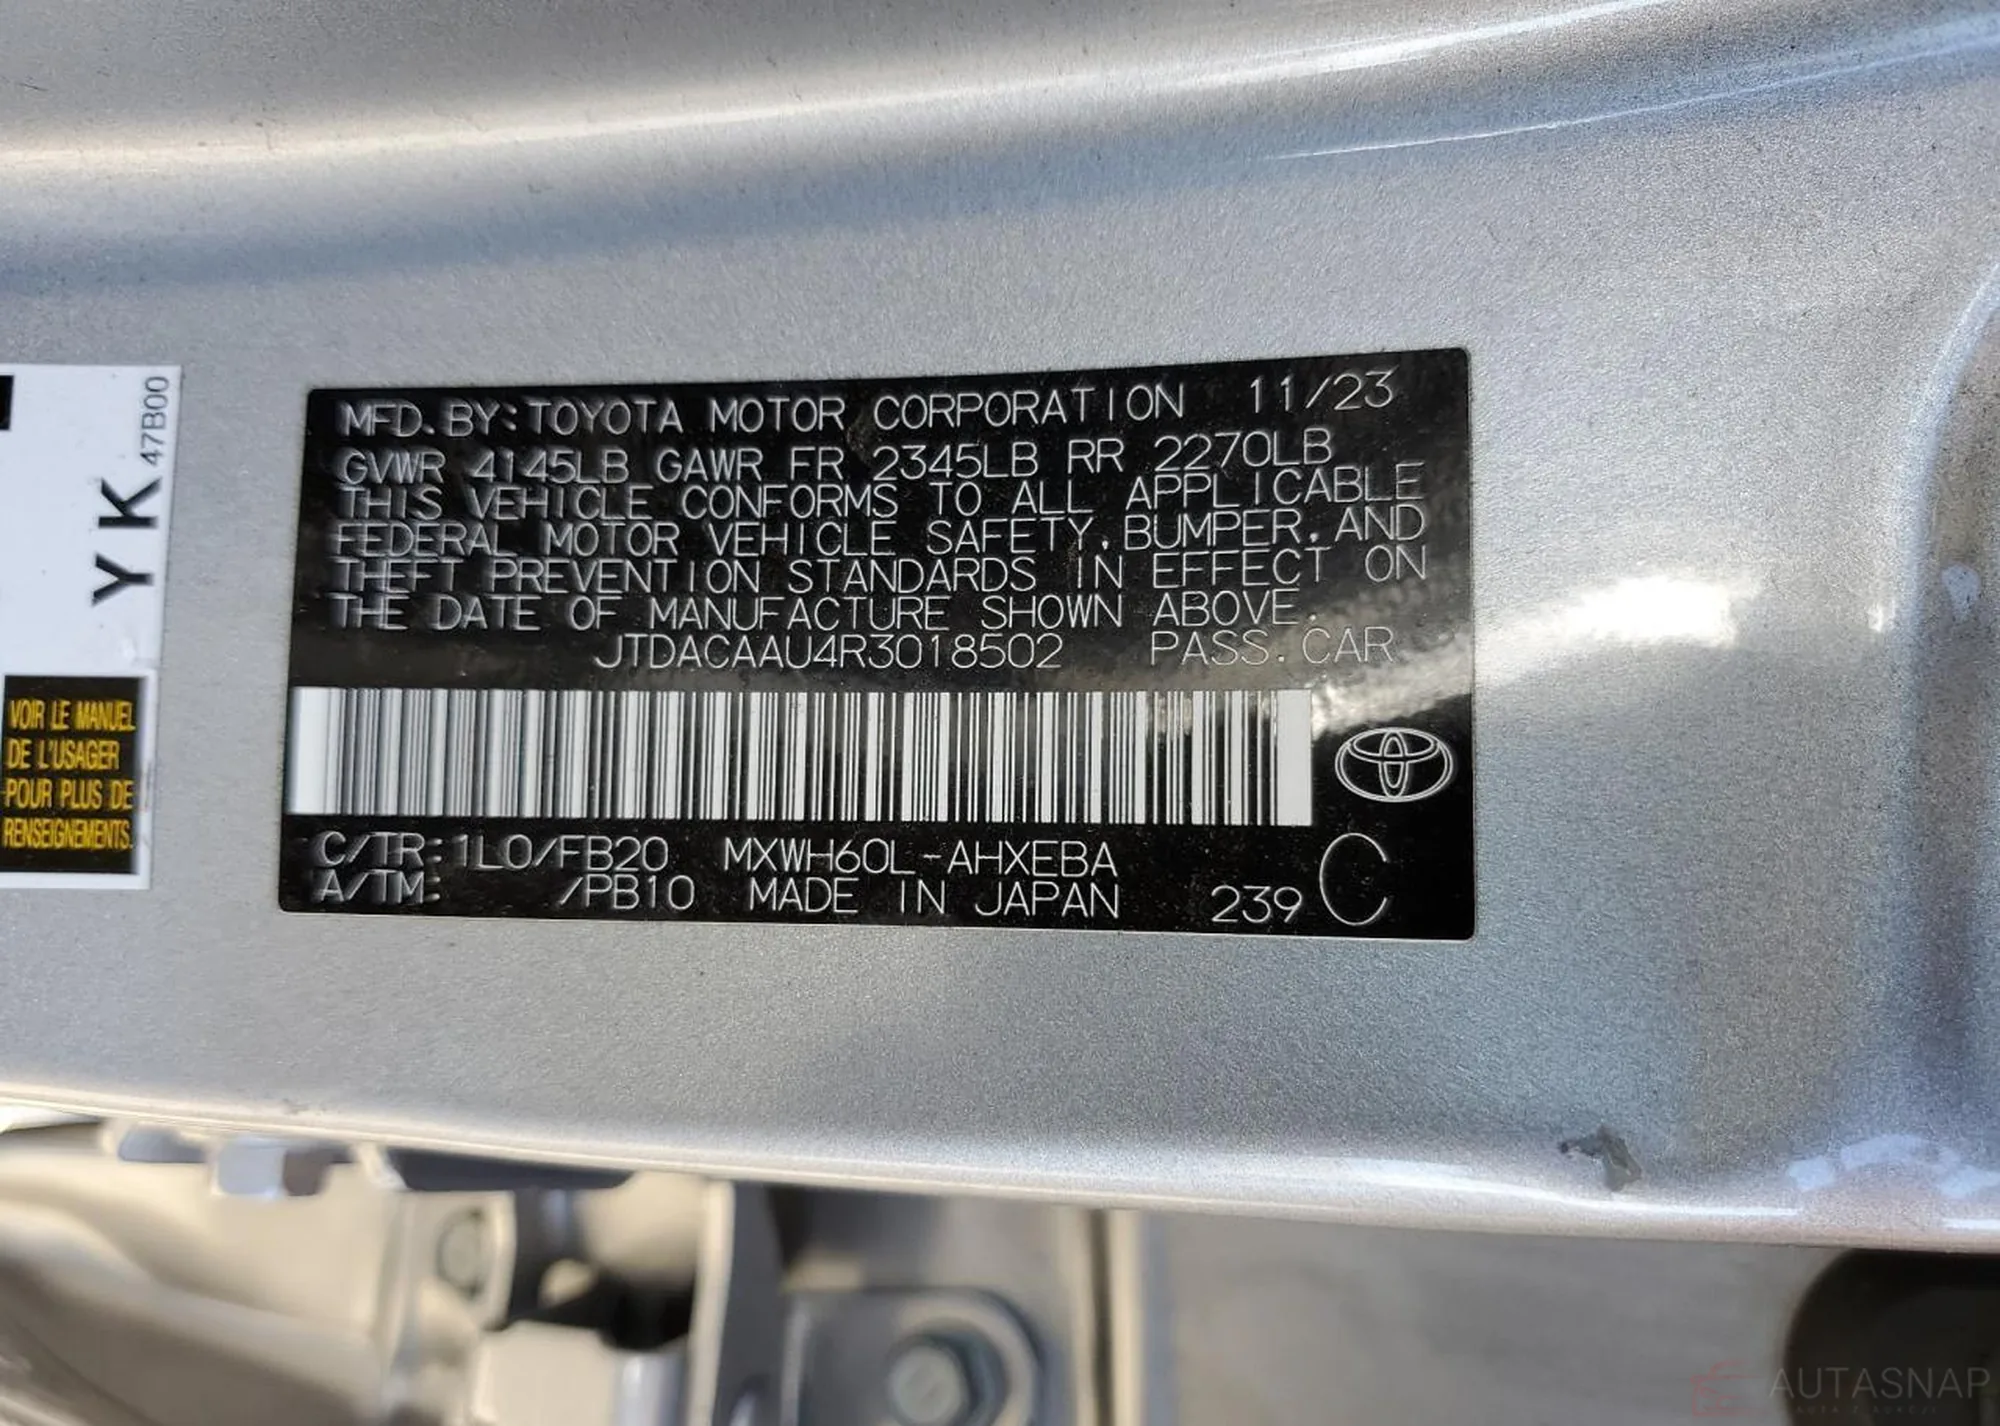 MFD. BY: TOYOTA MOTOR CORPORATION 11/23
GVWR 4145LB GAWR FR 2345LB RR 2270LB
THIS VEHICLE CONFORMS TO ALL APPLICABLE
FEDERAL MOTOR VEHICLE SAFETY, BUMPER, AND
THEFT PREVENTION STANDARDS IN EFFECT ON
THE DATE OF MANUFACTURE SHOWN ABOVE.
JTDACAAU4R3018502 PASS. CAR
C/TR: 1L0/FB20 MXWH60L-AHXEBA
A/TM: /PB10 MADE IN JAPAN 239 C
YK
47B00
VOIR LE MANUEL
DE L'USAGER
POUR PLUS DE
RENSEIGNEMENTS.
AUTASNAP